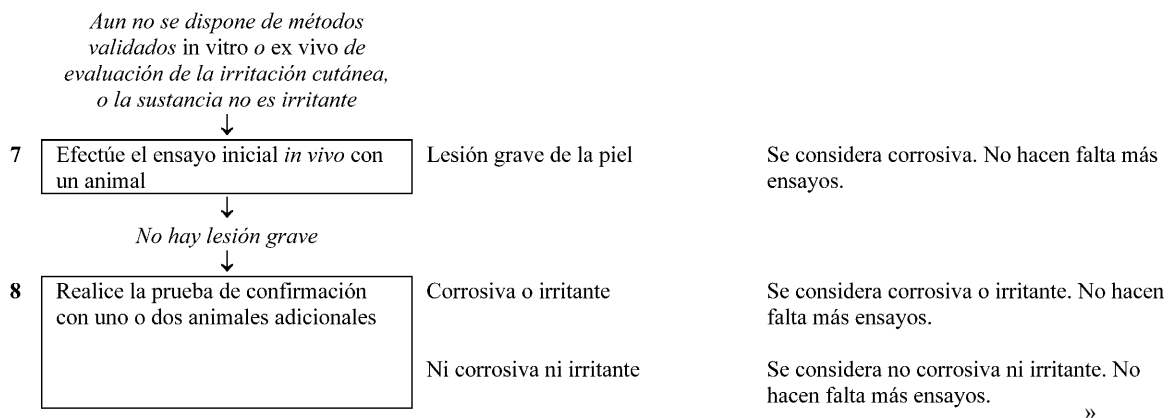 Aun no se dispone de métodos
validados in vitro o ex vivo de
evaluación de la irritación cutánea,
o la sustancia no es irritante
↓
7 Efectúe el ensayo inicial in vivo con Lesión grave de la piel Se considera corrosiva. No hacen falta más
un animal ensayos.
↓
No hay lesión grave
↓
8 Realice la prueba de confirmación Corrosiva o irritante Se considera corrosiva o irritante. No hacen
con uno o dos animales adicionales falta más ensayos.
Ni corrosiva ni irritante Se considera no corrosiva ni irritante. No
hacen falta más ensayos.
»